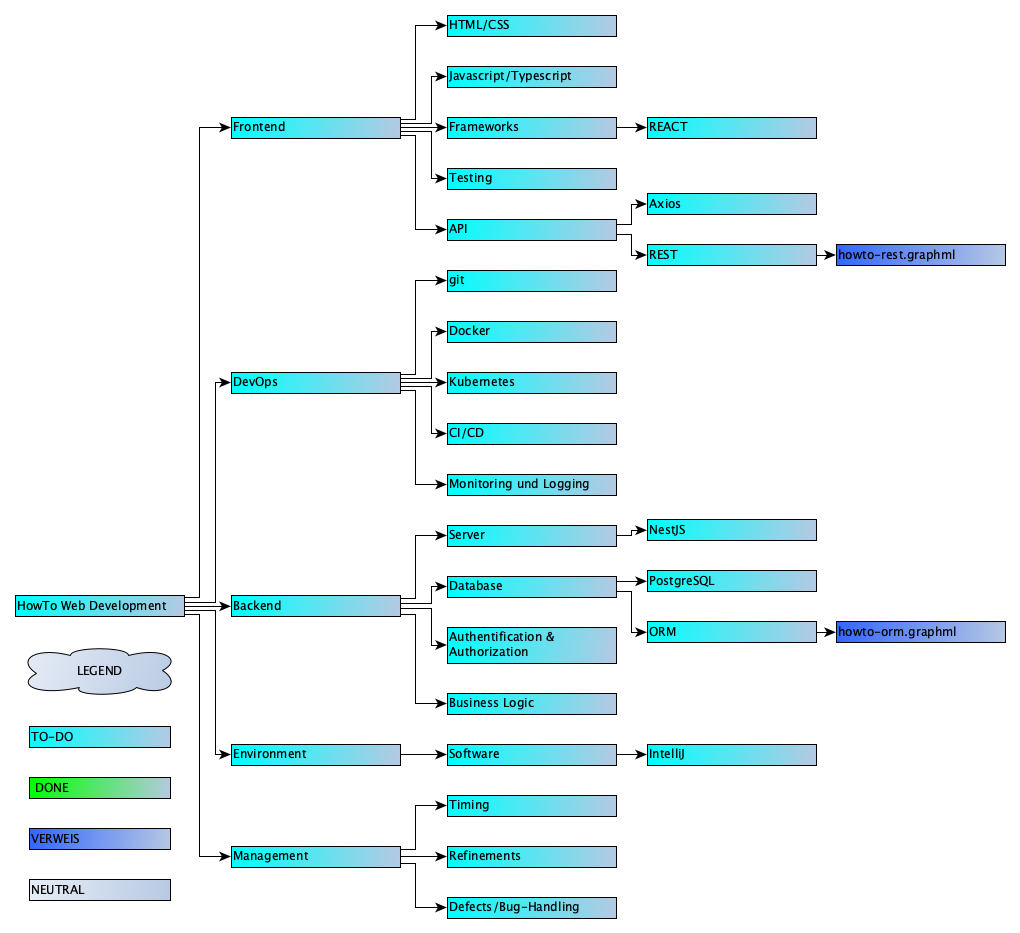 HTML/CSS
Javascript/Typescript
Frontend
Frameworks
REACT
Testing
Axios
API
REST
howto-rest.graphml
git
Docker
DevOps
Kubernetes
CI/CD
Monitoring und Logging
Server
NestJS
Database
PostgreSQL
HowTo Web Development
Backend
ORM
howto-orm.graphml
Authentification &
Authorization
LEGEND
Business Logic
TO-DO
Environment
Software
IntelliJ
DONE
Timing
VERWEIS
Management
Refinements
NEUTRAL
Defects/Bug-Handling